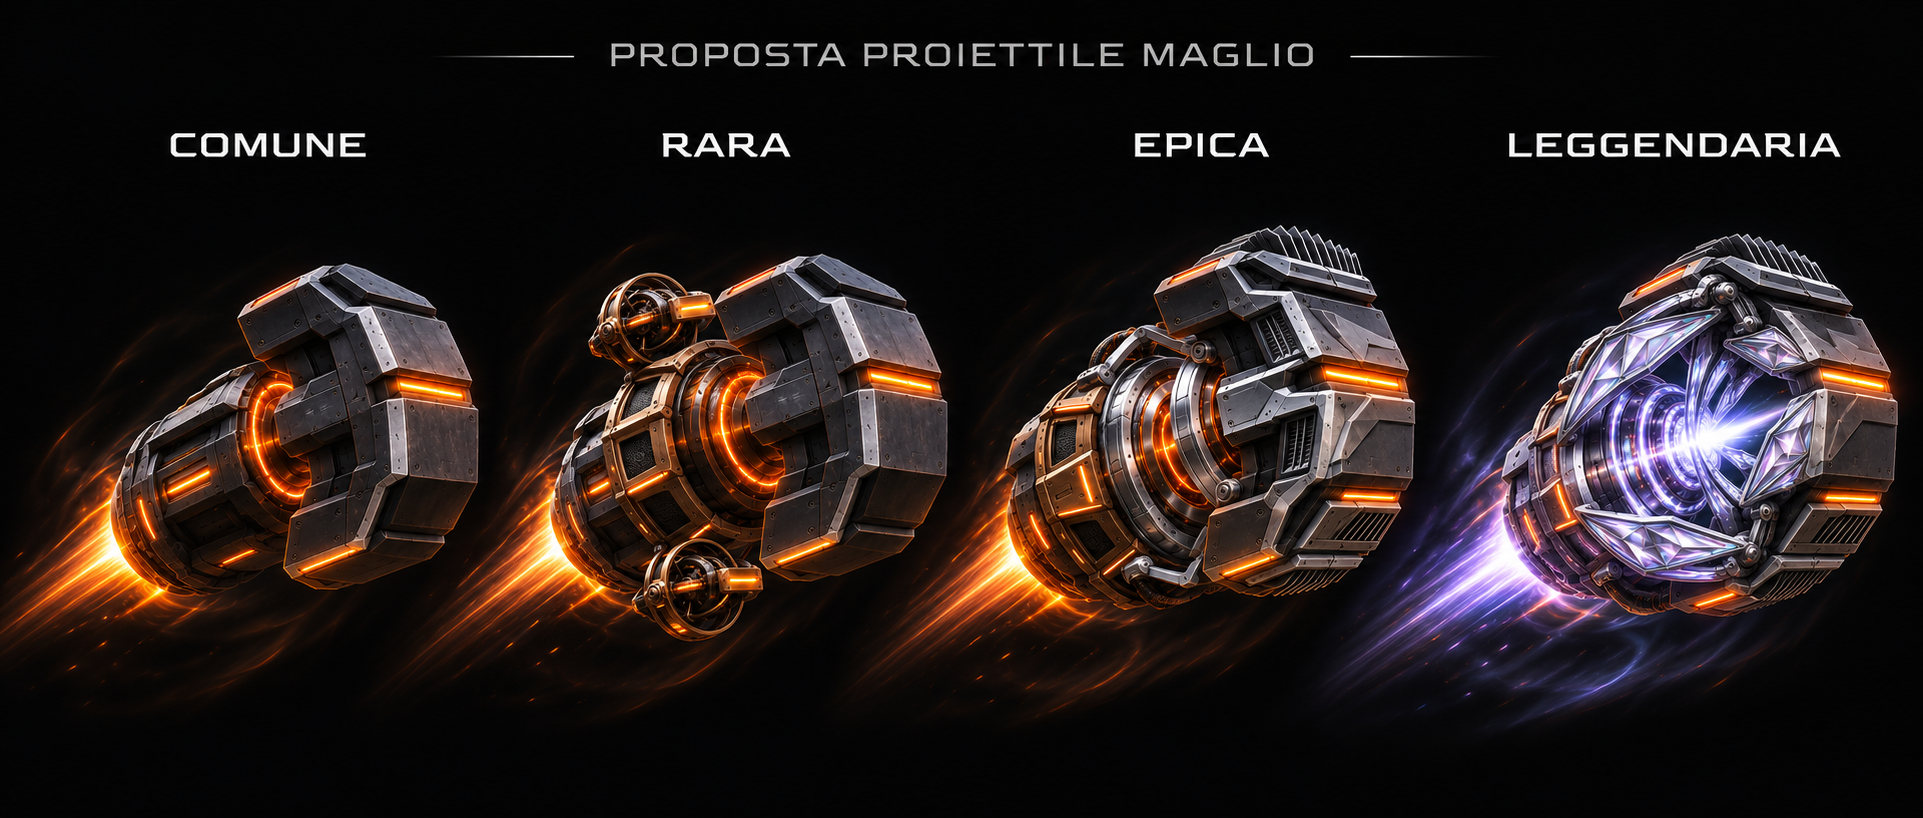 PROPOSTA PROIETTILE MAGLIO
COMUNE
RARA
EPICA
LEGGENDARIA